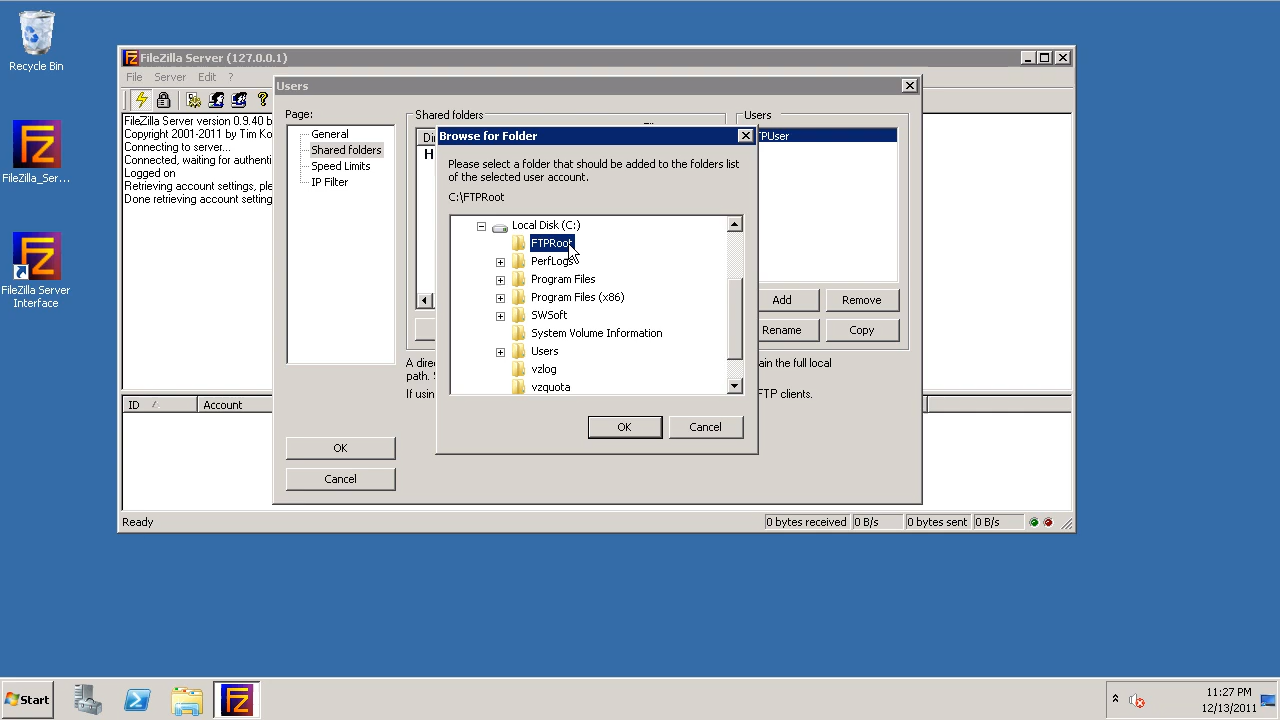 Recycle Bin
FileZilla_Ser...
FileZilla Server
Interface
FileZilla Server (127.0.0.1)
File Server Edit ?
FileZilla Server version 0.9.40 b
Copyright 2001-2011 by Tim Ko
Connecting to server...
Connected, waiting for authenti
Logged on
Retrieving account settings, ple
Done retrieving account setting
ID Account
Ready
0 bytes received 0 B/s 0 bytes sent 0 B/s
Users
Page:
General
Shared folders
Speed Limits
IP Filter
OK
Cancel
Shared folders
Di
H
Users
Add Remove
Rename Copy
A dire
path.
If usin
ain the full local
FTP clients.
Browse for Folder
Please select a folder that should be added to the folders list
of the selected user account.
C:\FTPRoot
Local Disk (C:)
FTPRoot
PerfLogs
Program Files
Program Files (x86)
SWSoft
System Volume Information
Users
vzlog
vzquota
OK Cancel
Start
11:27 PM
12/13/2011